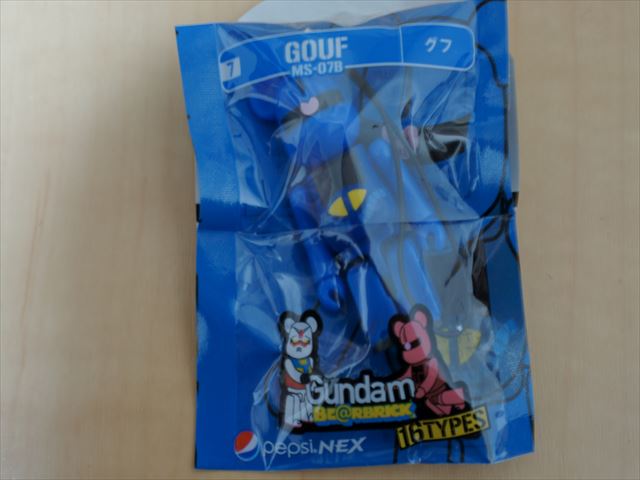 7 GOUF グフ
MS-07B
Gundam
BE@RBRICK
16TYPES
pepsi NEX